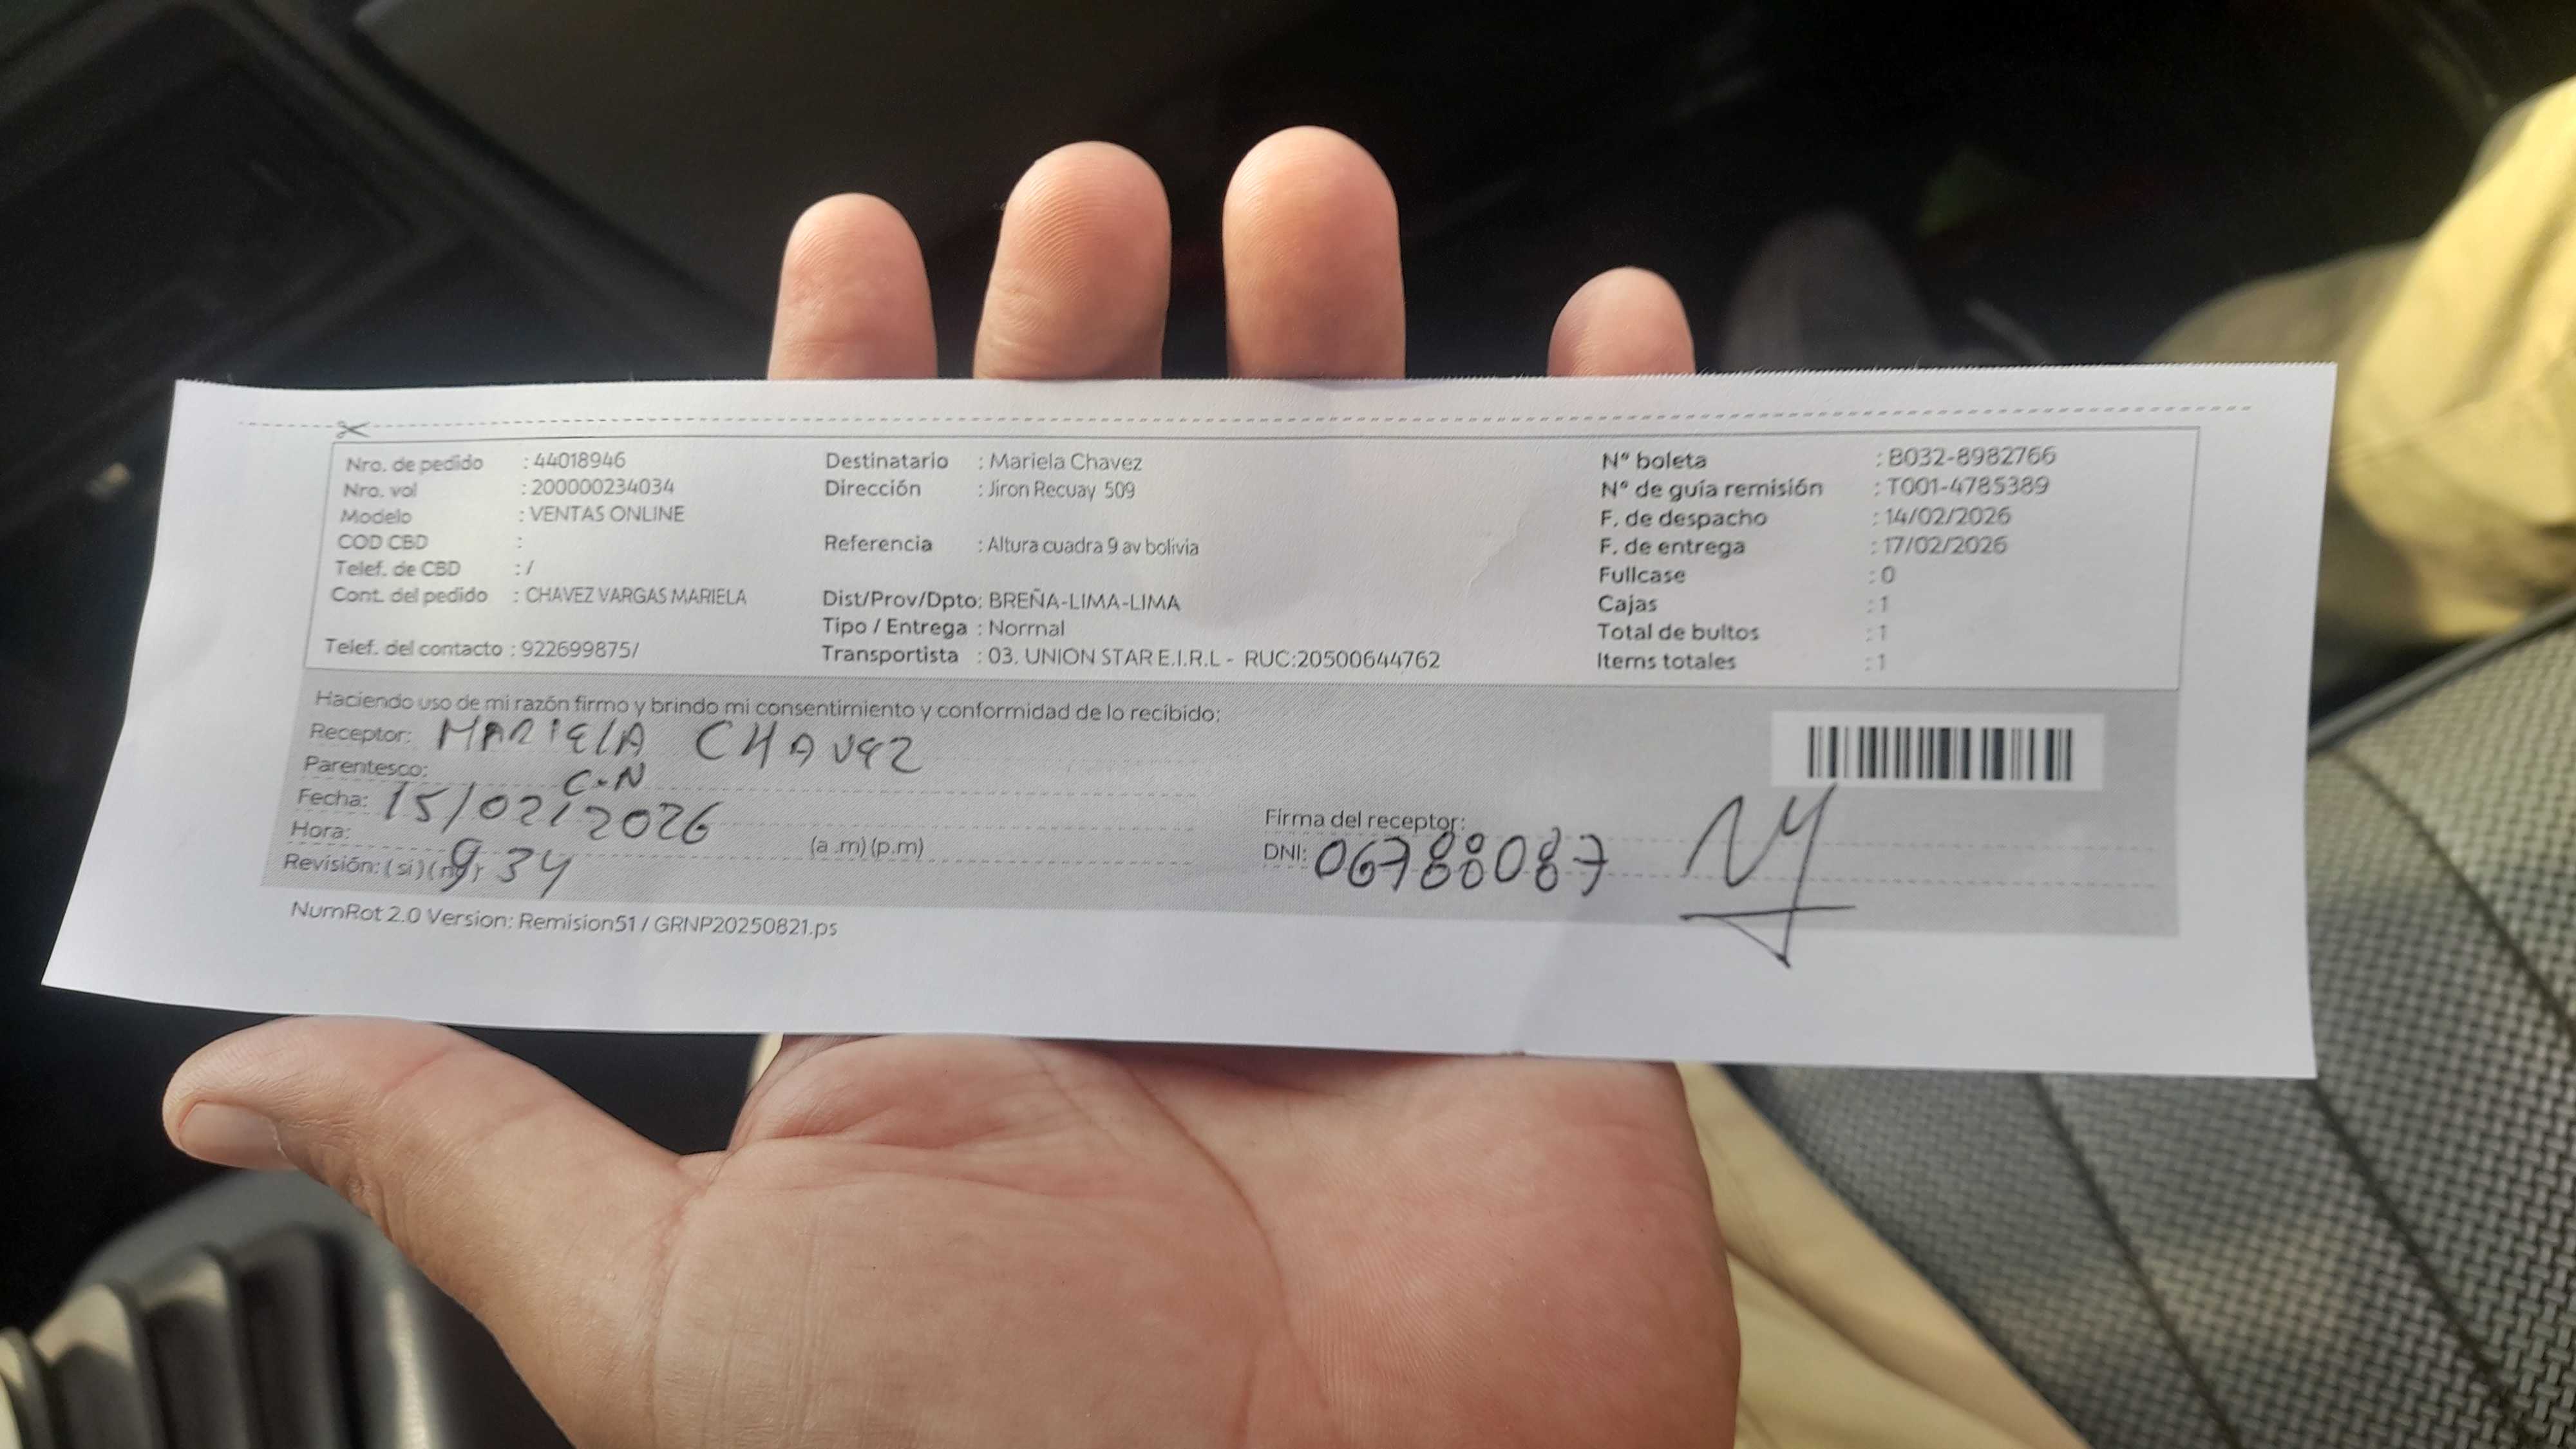 Nro. de pedido : 44018946
Nro. vol : 200000234034
Modelo : VENTAS ONLINE
COD CBD :
Telef. de CBD : /
Cont. del pedido : CHAVEZ VARGAS MARIELA
Telef. del contacto : 922699875/
Destinatario : Mariela Chavez
Dirección : Jiron Recuay 509
Referencia : Altura cuadra 9 av bolivia
Dist/Prov/Dpto: BREÑA-LIMA-LIMA
Tipo / Entrega : Normal
Transportista : 03. UNION STAR E.I.R.L - RUC:20500644762
N° boleta : B032-8982766
N° de guía remisión : T001-4785389
F. de despacho : 14/02/2026
F. de entrega : 17/02/2026
Fullcase : 0
Cajas : 1
Total de bultos : 1
Items totales : 1
Haciendo uso de mi razón firmo y brindo mi consentimiento y conformidad de lo recibido:
Receptor: MARIELA CHAVEZ
Parentesco: C-N
Fecha: 15/02/2026
Hora: 9 34 (a.m) (p.m)
Revisión: (si) (no)
Firma del receptor:
DNI: 06788087
NumRot 2.0 Version: Remision51 / GRNP20250821.ps